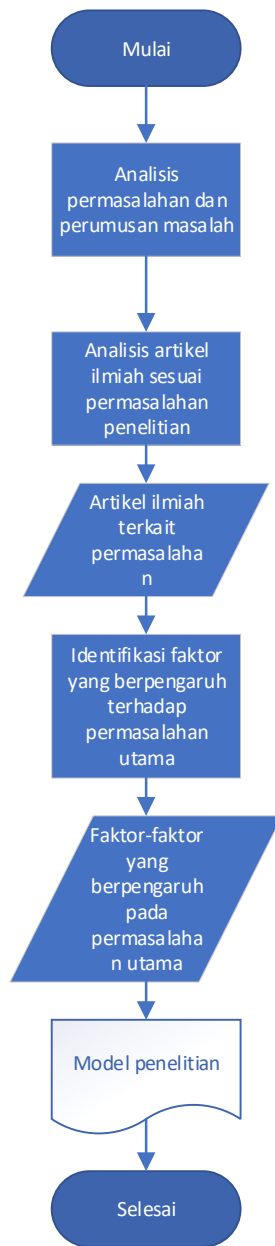 Mulai
Analisis
permasalahan dan
perumusan masalah
Analisis artikel
ilmiah sesuai
permasalahan
penelitian
Artikel ilmiah
terkait
permasalaha
n
Identifikasi faktor
yang berpengaruh
terhadap
permasalahan
utama
Faktor-faktor
yang
berpengaruh
pada
permasalaha
n utama
Model penelitian
Selesai